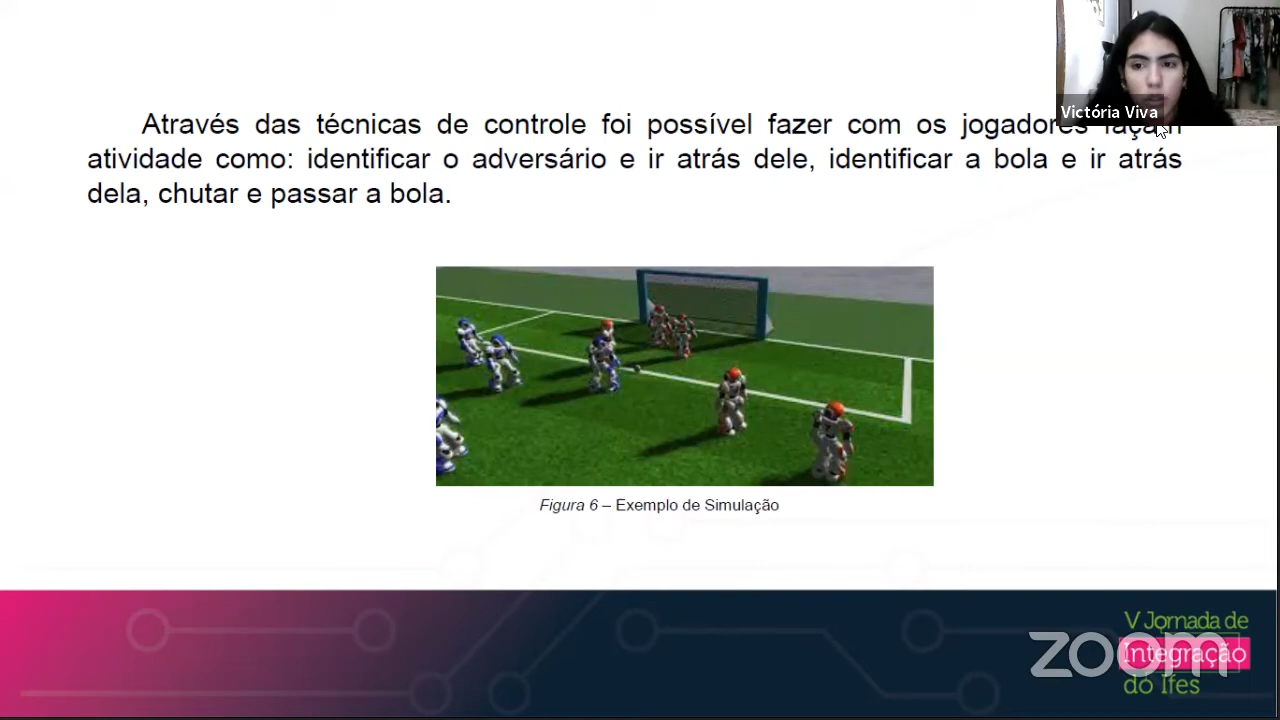 Victória Viva
Através das técnicas de controle foi possível fazer com os jogadores façam
atividade como: identificar o adversário e ir atrás dele, identificar a bola e ir atrás
dela, chutar e passar a bola.
Figura 6 – Exemplo de Simulação
V Jornada de
Integração
do Ifes
zoom